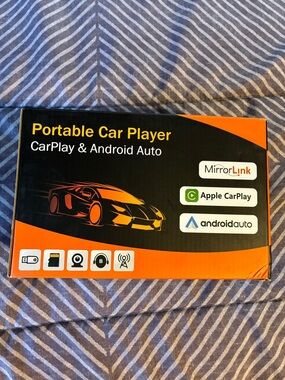 Portable Car Player
CarPlay & Android Auto
MirrorLink
Apple CarPlay
androidauto